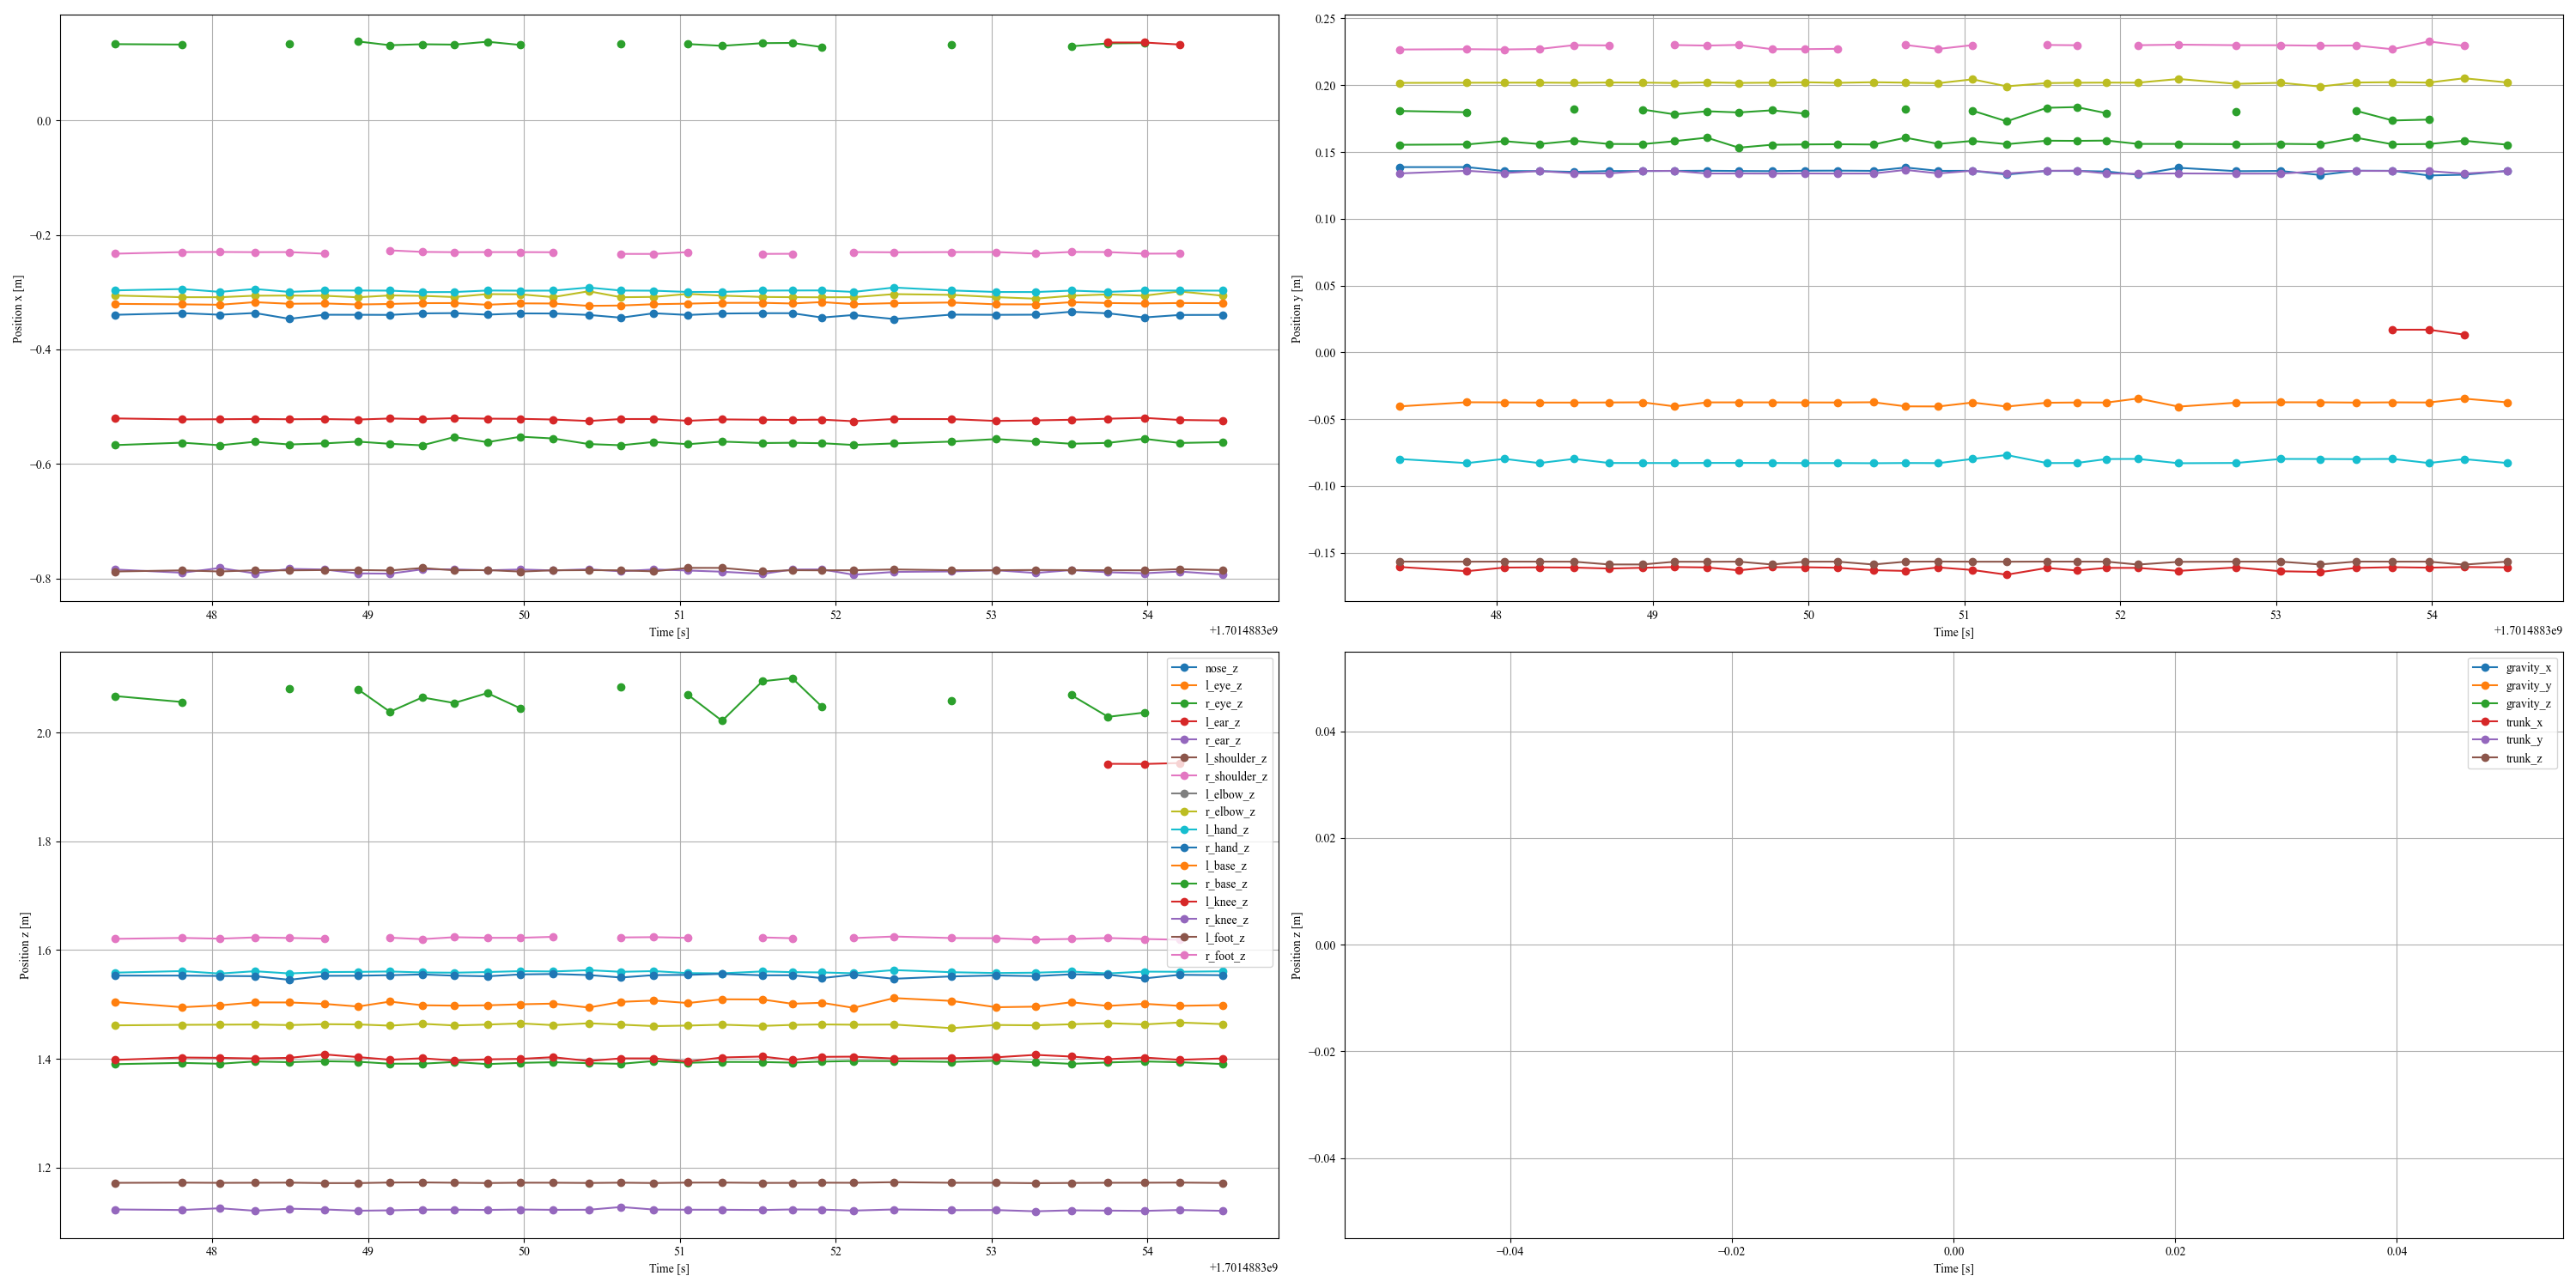 0.0
−0.2
−0.4
−0.6
−0.8
Position x [m]
48 49 50 51 52 53 54
Time [s]
+1.7014883e9
0.25
0.20
0.15
0.10
0.05
0.00
−0.05
−0.10
−0.15
Position y [m]
48 49 50 51 52 53 54
Time [s]
+1.7014883e9
2.0
1.8
1.6
1.4
1.2
Position z [m]
nose_z
l_eye_z
r_eye_z
l_ear_z
r_ear_z
l_shoulder_z
r_shoulder_z
l_elbow_z
r_elbow_z
l_hand_z
r_hand_z
l_base_z
r_base_z
l_knee_z
r_knee_z
l_foot_z
r_foot_z
48 49 50 51 52 53 54
Time [s]
+1.7014883e9
0.04
0.02
0.00
−0.02
−0.04
Position z [m]
gravity_x
gravity_y
gravity_z
trunk_x
trunk_y
trunk_z
−0.04 −0.02 0.00 0.02 0.04
Time [s]